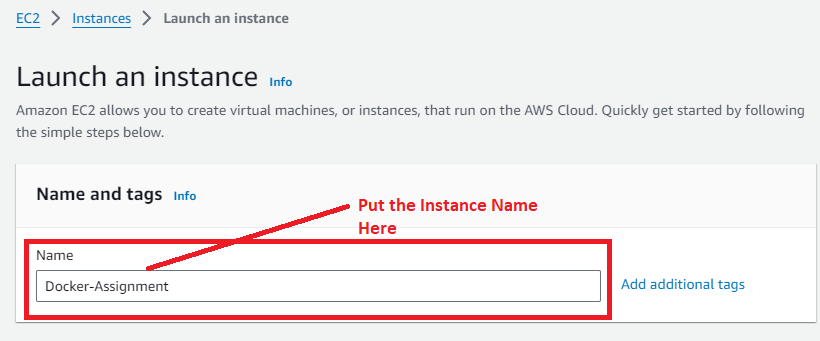 EC2 > Instances > Launch an instance
Launch an instance Info
Amazon EC2 allows you to create virtual machines, or instances, that run on the AWS Cloud. Quickly get started by following
the simple steps below.
Name and tags Info
Put the Instance Name
Here
Name
Docker-Assignment
Add additional tags